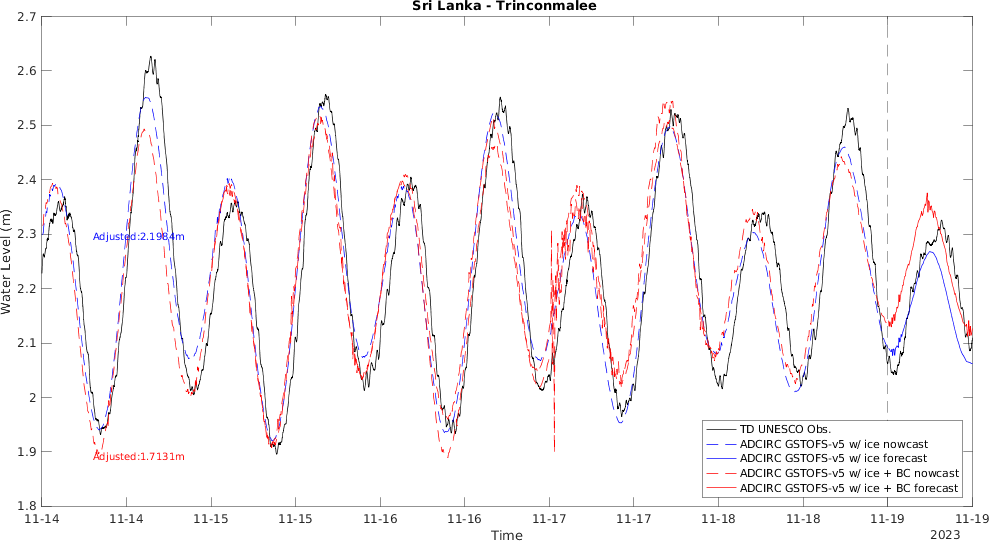 Sri Lanka - Trinconmalee
2.7
2.6
2.5
2.4
2.3
2.2
2.1
2
1.9
1.8
Water Level (m)
Adjusted:2.1984m
Adjusted:1.7131m
TD UNESCO Obs.
ADCIRC GSTOFS-v5 w/ ice nowcast
ADCIRC GSTOFS-v5 w/ ice forecast
ADCIRC GSTOFS-v5 w/ ice + BC nowcast
ADCIRC GSTOFS-v5 w/ ice + BC forecast
11-14 11-14 11-15 11-15 11-16 11-16 11-17 11-17 11-18 11-18 11-19 11-19
Time
2023